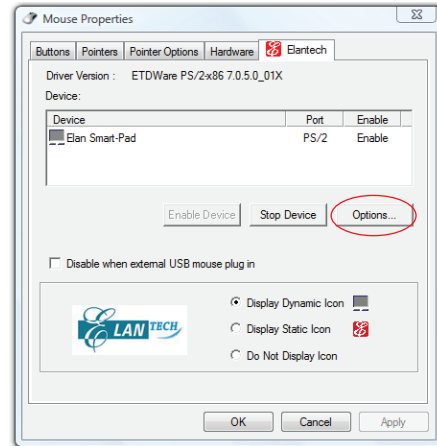 Mouse Properties
Buttons Pointers Pointer Options Hardware Elantech
Driver Version : ETDWare PS/2-x86 7.0.5.0_01X
Device:
Device Port Enable
Elan Smart-Pad PS/2 Enable
Enable Device Stop Device Options...
Disable when external USB mouse plug in
ELANTECH
Display Dynamic Icon
Display Static Icon
Do Not Display Icon
OK Cancel Apply